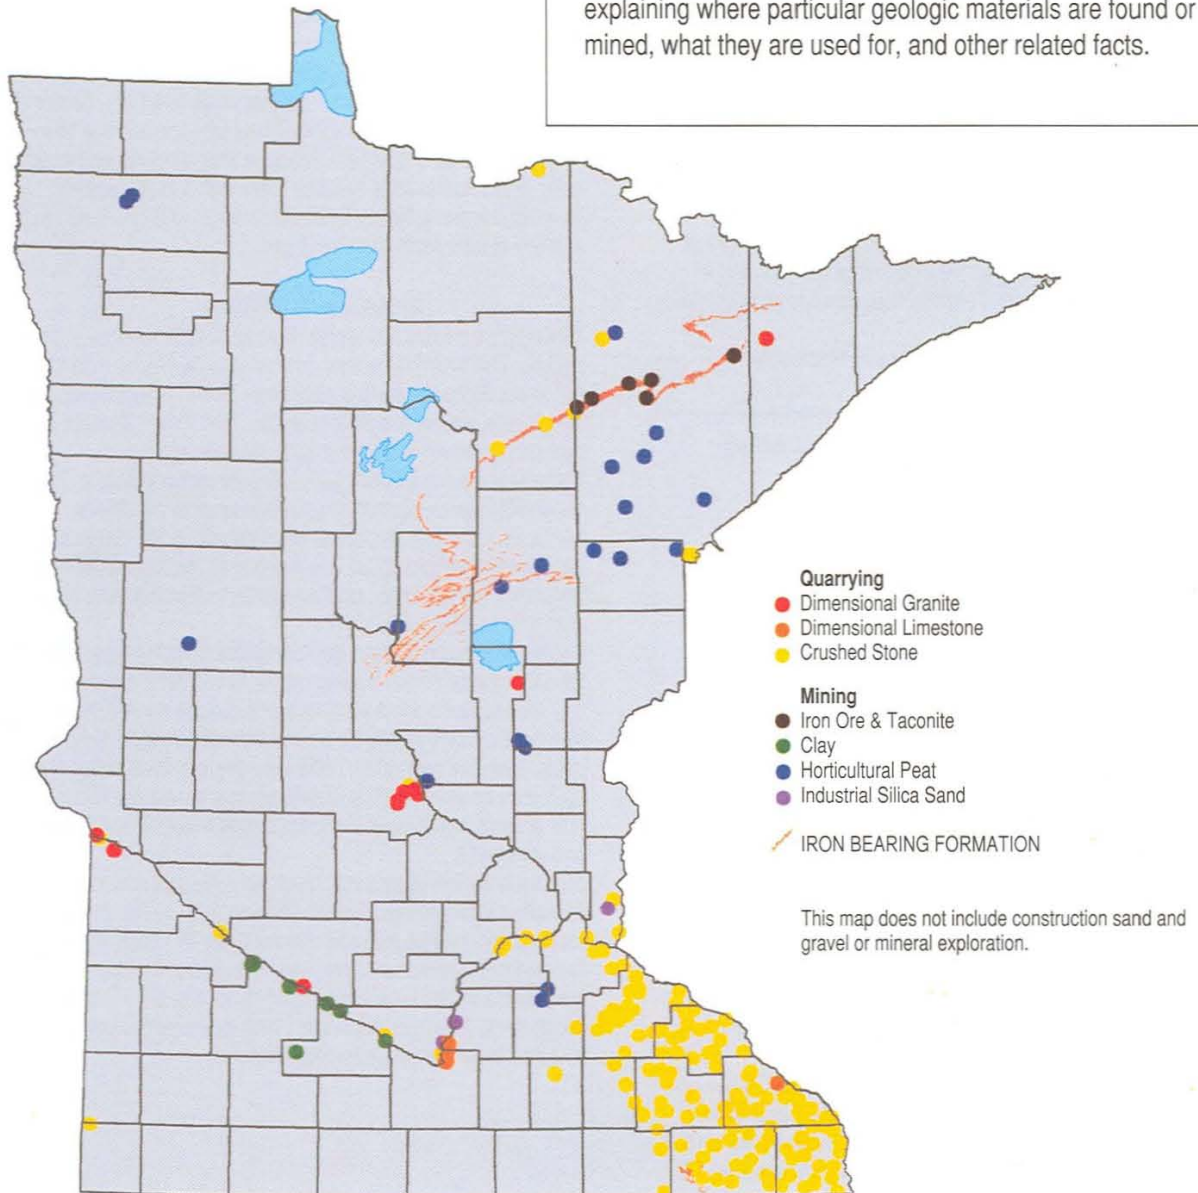 explaining where particular geologic materials are found or
mined, what they are used for, and other related facts.
Quarrying
Dimensional Granite
Dimensional Limestone
Crushed Stone
Mining
Iron Ore & Taconite
Clay
Horticultural Peat
Industrial Silica Sand
IRON BEARING FORMATION
This map does not include construction sand and
gravel or mineral exploration.